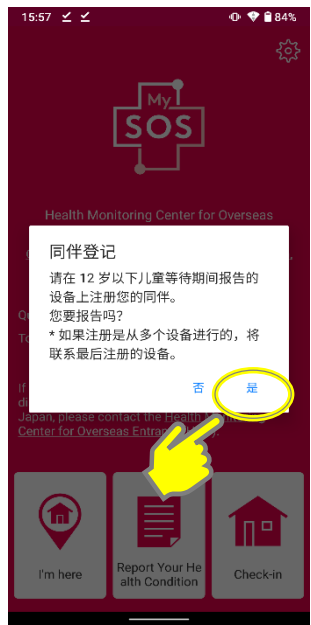 15:57
84%
My
SOS
Health Monitoring Center for Overseas
同伴登记
请在 12 岁以下儿童等待期间报告的
设备上注册您的同伴。
您要报告吗?
* 如果注册是从多个设备进行的，将
联系最后注册的设备。
否
是
If
Japan, please contact the Health
Center for Overseas
I'm here
Report Your He
alth Condition
Check-in